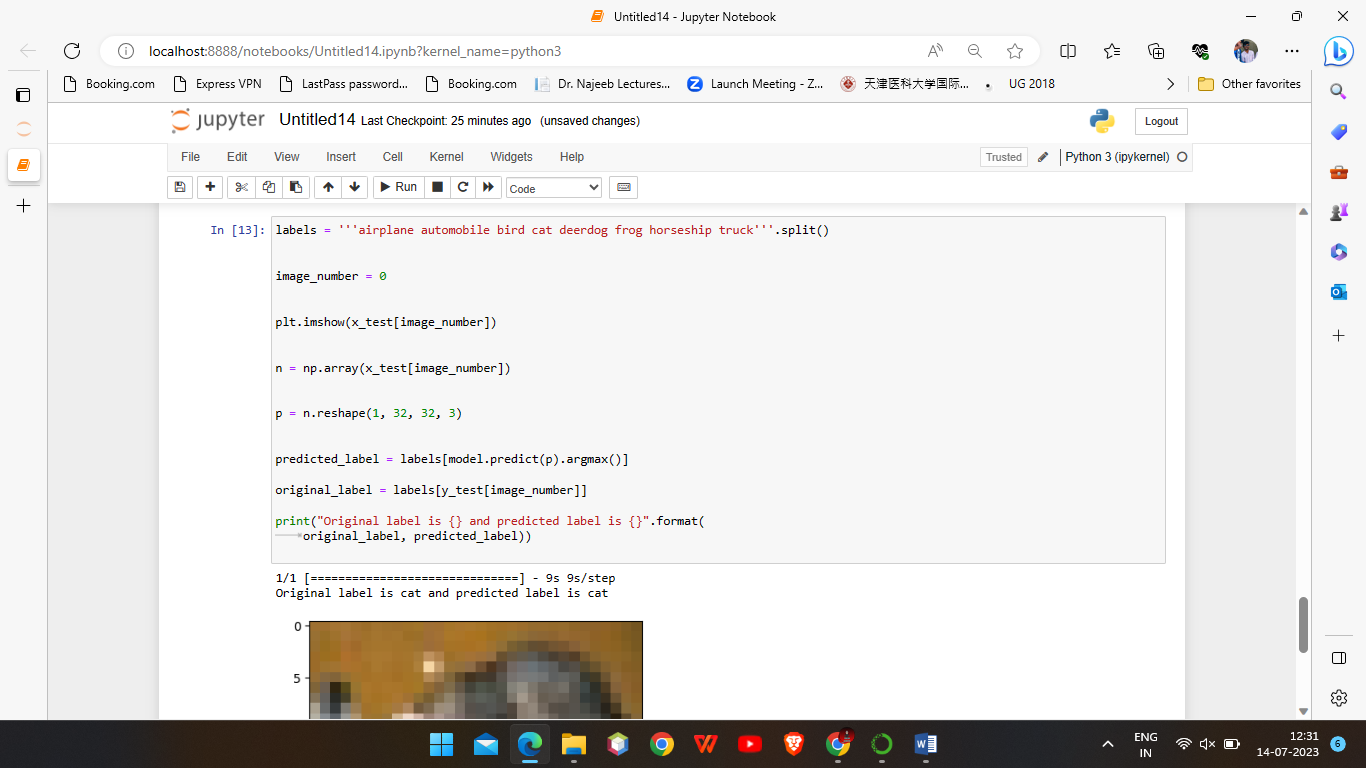 Untitled14 - Jupyter Notebook
localhost:8888/notebooks/Untitled14.ipynb?kernel_name=python3
Booking.com Express VPN LastPass password... Booking.com Dr. Najeeb Lectures... Launch Meeting - Z... 天津医科大学国际... UG 2018 Other favorites
jupyter Untitled14 Last Checkpoint: 25 minutes ago (unsaved changes) Logout
File Edit View Insert Cell Kernel Widgets Help Trusted Python 3 (ipykernel)
Run Code
In [13]: labels = '''airplane automobile bird cat deerdog frog horseship truck'''.split()
image_number = 0
plt.imshow(x_test[image_number])
n = np.array(x_test[image_number])
p = n.reshape(1, 32, 32, 3)
predicted_label = labels[model.predict(p).argmax()]
original_label = labels[y_test[image_number]]
print("Original label is {} and predicted label is {}".format(
original_label, predicted_label))
1/1 [==============================] - 9s 9s/step
Original label is cat and predicted label is cat
0
5
ENG 12:31
IN 14-07-2023 6